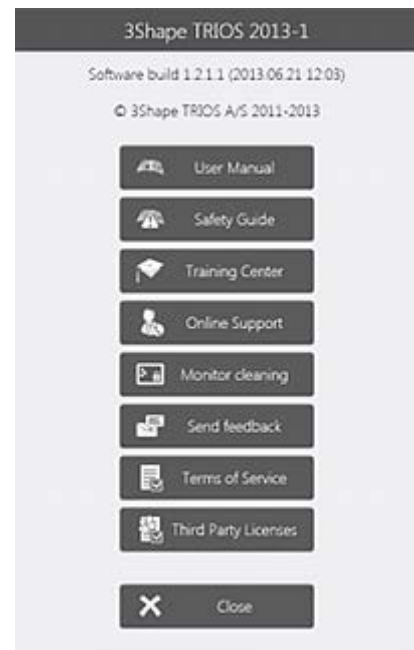 3Shape TRIOS 2013-1
Software build 1.2.1.1 (2013.06.21 12:03)
© 3Shape TRIOS A/S 2011-2013
User Manual
Safety Guide
Training Center
Online Support
Monitor cleaning
Send feedback
Terms of Service
Third Party Licenses
Close